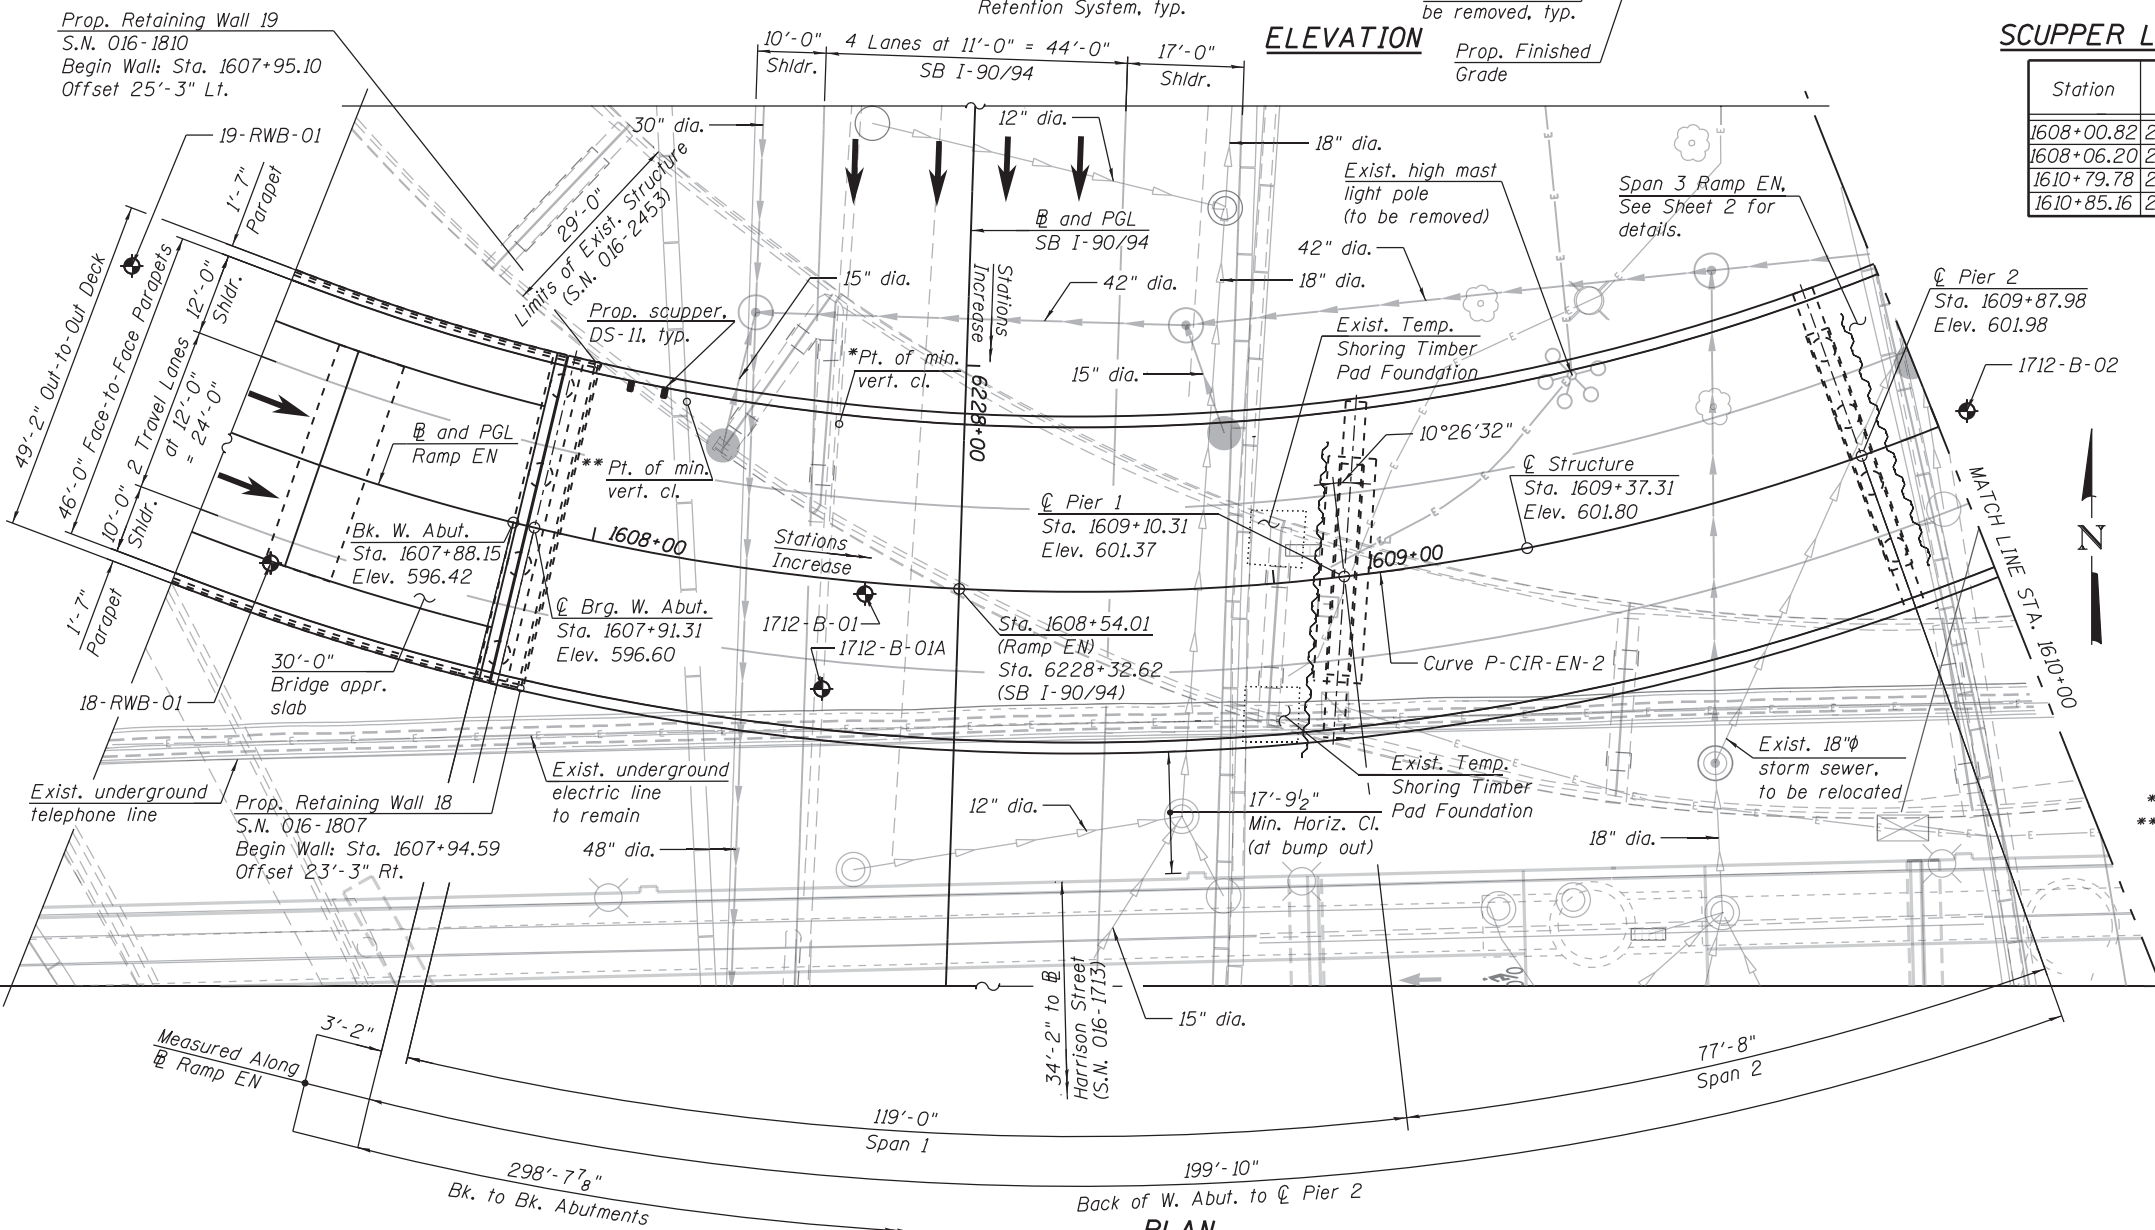 Retention System, typ.
be removed, typ.
ELEVATION
Prop. Finished
Grade
SCUPPER L
Station
1608+00.82 2
1608+06.20 2
1610+79.78 2
1610+85.16 2
Prop. Retaining Wall 19
S.N. 016-1810
Begin Wall: Sta. 1607+95.10
Offset 25'-3" Lt.
19-RWB-01
1'-7"
Parapet
10'-0"
Shldr.
4 Lanes at 11'-0" = 44'-0"
SB I-90/94
17'-0"
Shldr.
30" dia.
12" dia.
18" dia.
29'-0"
Limits of Exist. Structure
(S.N. 016-2453)
Exist. high mast
light pole
(to be removed)
Span 3 Ramp EN,
See Sheet 2 for
details.
℄ Pier 2
Sta. 1609+87.98
Elev. 601.98
1712-B-02
49'-2" Out-to-Out Deck
46'-0" Face-to-Face Parapets
12'-0"
Shldr.
2 Travel Lanes
at 12'-0"
= 24'-0"
10'-0"
Shldr.
1'-7"
Parapet
Prop. scupper,
DS-11, typ.
15" dia.
*Pt. of min.
vert. cl.
** Pt. of min.
vert. cl.
Stations
Increase
6228+00
B and PGL
SB I-90/94
42" dia.
18" dia.
42" dia.
15" dia.
Exist. Temp.
Shoring Timber
Pad Foundation
10°26'32"
B and PGL
Ramp EN
℄ Structure
Sta. 1609+37.31
Elev. 601.80
℄ Pier 1
Sta. 1609+10.31
Elev. 601.37
Bk. W. Abut.
Sta. 1607+88.15
Elev. 596.42
1608+00
Stations
Increase
1609+00
N
MATCH LINE STA. 1610+00
℄ Brg. W. Abut.
Sta. 1607+91.31
Elev. 596.60
1712-B-01
1712-B-01A
Sta. 1608+54.01
(Ramp EN)
Sta. 6228+32.62
(SB I-90/94)
Curve P-CIR-EN-2
30'-0"
Bridge appr.
slab
18-RWB-01
Exist. underground
telephone line
Prop. Retaining Wall 18
S.N. 016-1807
Begin Wall: Sta. 1607+94.59
Offset 23'-3" Rt.
Exist. underground
electric line
to remain
48" dia.
12" dia.
17'-9½"
Min. Horiz. Cl.
(at bump out)
Exist. Temp.
Shoring Timber
Pad Foundation
Exist. 18"ϕ
storm sewer,
to be relocated
18" dia.
*
**
34'-2" to B
Harrison Street
(S.N. 016-1713)
15" dia.
Measured Along
B Ramp EN
3'-2"
119'-0"
Span 1
77'-8"
Span 2
298'-7⅞"
Bk. to Bk. Abutments
199'-10"
Back of W. Abut. to ℄ Pier 2
PLAN